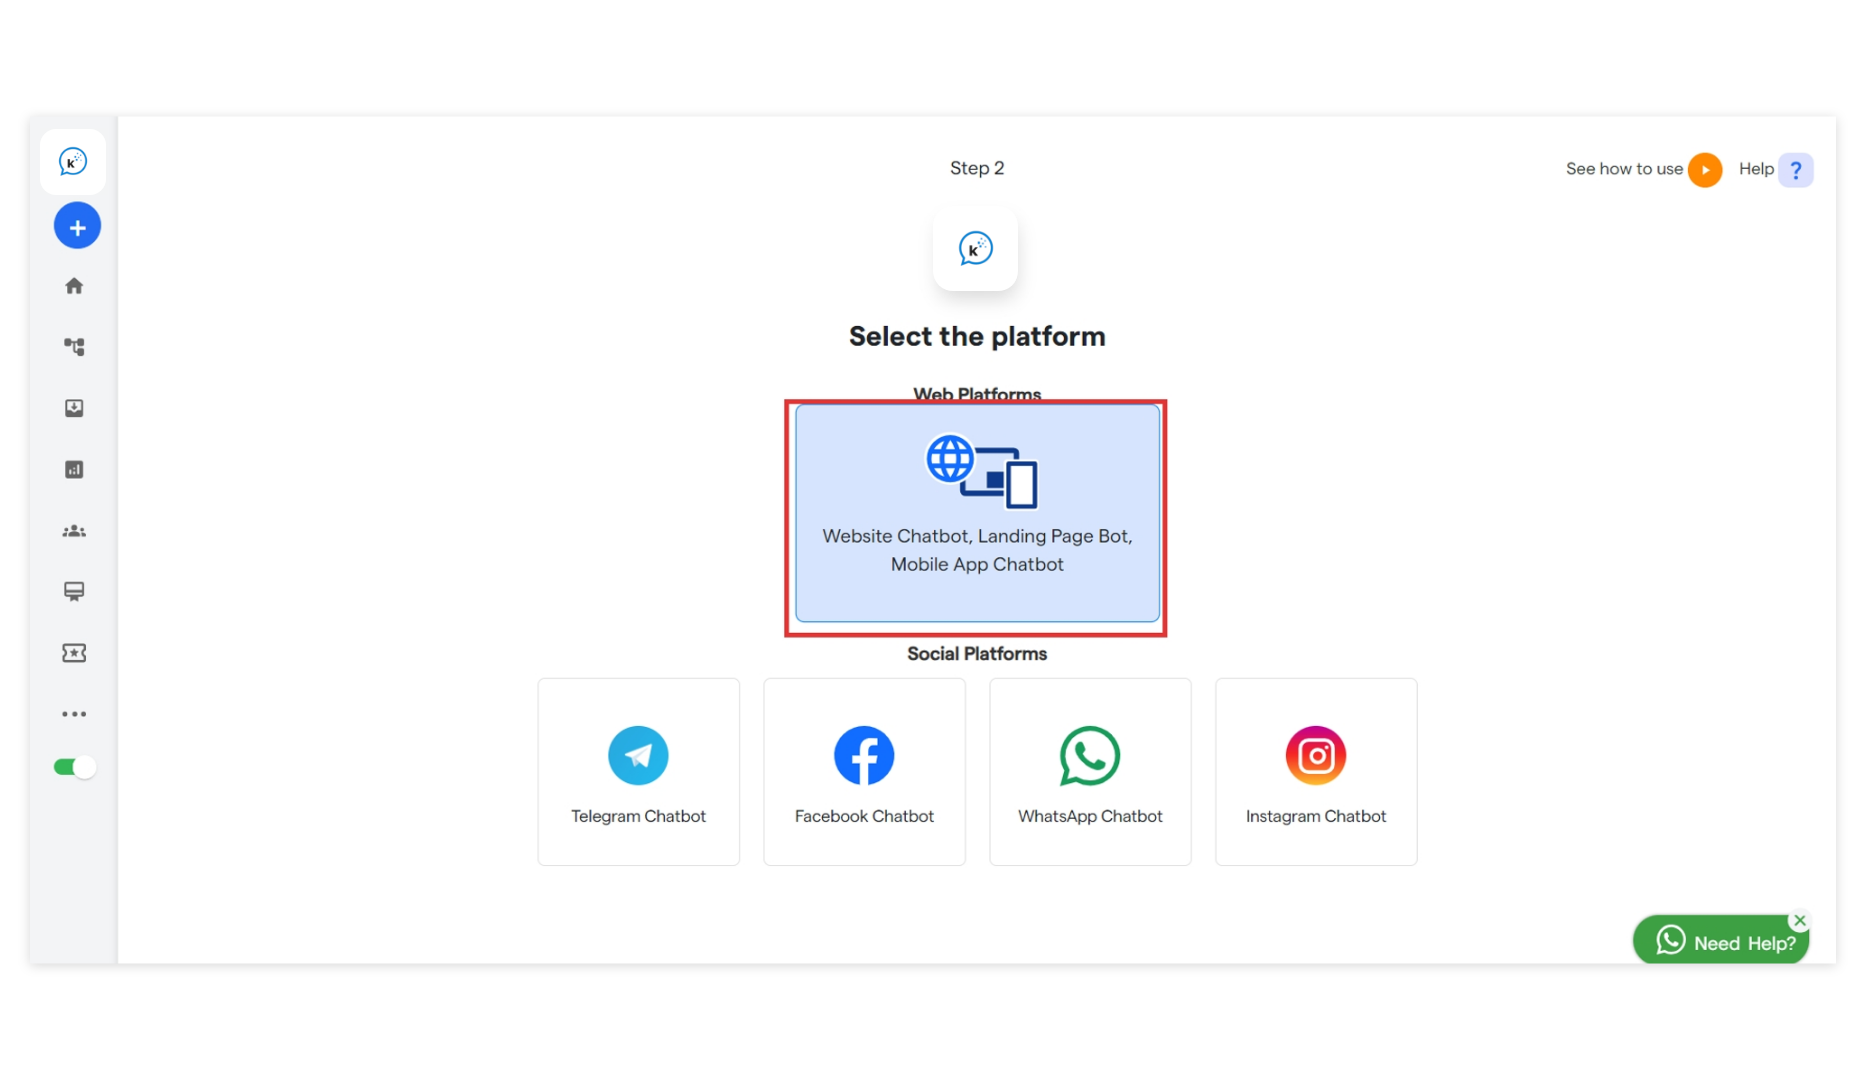 k
Step 2
See how to use
Help ?
k
Select the platform
Web Platforms
Website Chatbot, Landing Page Bot,
Mobile App Chatbot
Social Platforms
Telegram Chatbot
Facebook Chatbot
WhatsApp Chatbot
Instagram Chatbot
Need Help?